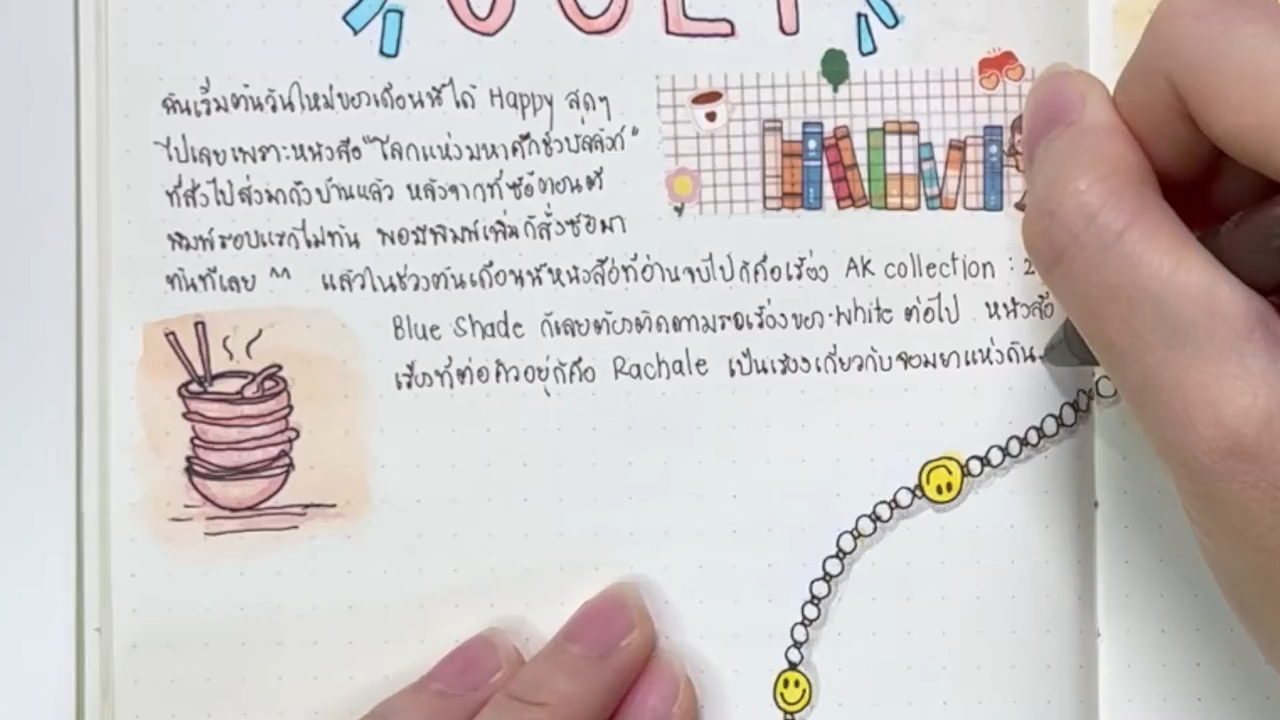 JULY
ฉันเริ่มต้นวันใหม่ของเดือนนี้ได้ Happy สุดๆ
ไปเลยเพราะหนังสือ "โลกแห่งมหาศึกชิงบัลลังก์"
ที่สั่งไปส่งมาถึงบ้านแล้ว หลังจากที่ซื้อตอนตี
พิมพ์รอบแรกไม่ทัน พอมีพิมพ์เพิ่มก็สั่งซื้อมา
ทันทีเลย ^^ แล้วในช่วงต้นเดือนนี้หนังสือที่อ่านจบไปก็คือเรื่อง AK collection : 2
Blue Shade ก็เลยต้องติดตามรอเรื่องของ White ต่อไป หนังสือ
เรื่องที่ต่อคิวอยู่ก็คือ Rachale เป็นเรื่องเกี่ยวกับจอมยาแห่งดิน